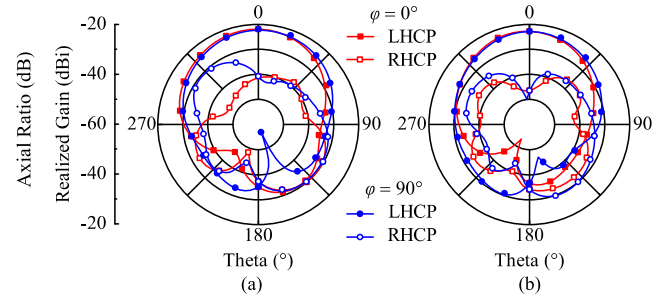 Axial Ratio (dB)
Realized Gain (dBi)
-20
-40
-60
-40
-20
0
270
90
180
Theta (°)
(a)
φ = 0°
LHCP
RHCP
φ = 90°
LHCP
RHCP
0
270
90
180
Theta (°)
(b)